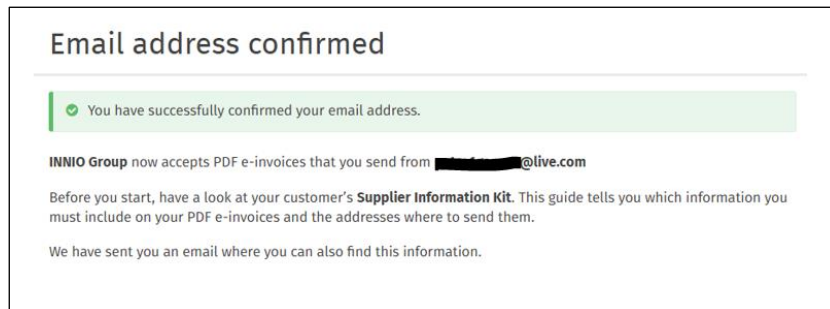 Email address confirmed
You have successfully confirmed your email address.
INNIO Group now accepts PDF e-invoices that you send from @live.com
Before you start, have a look at your customer's Supplier Information Kit. This guide tells you which information you
must include on your PDF e-invoices and the addresses where to send them.
We have sent you an email where you can also find this information.